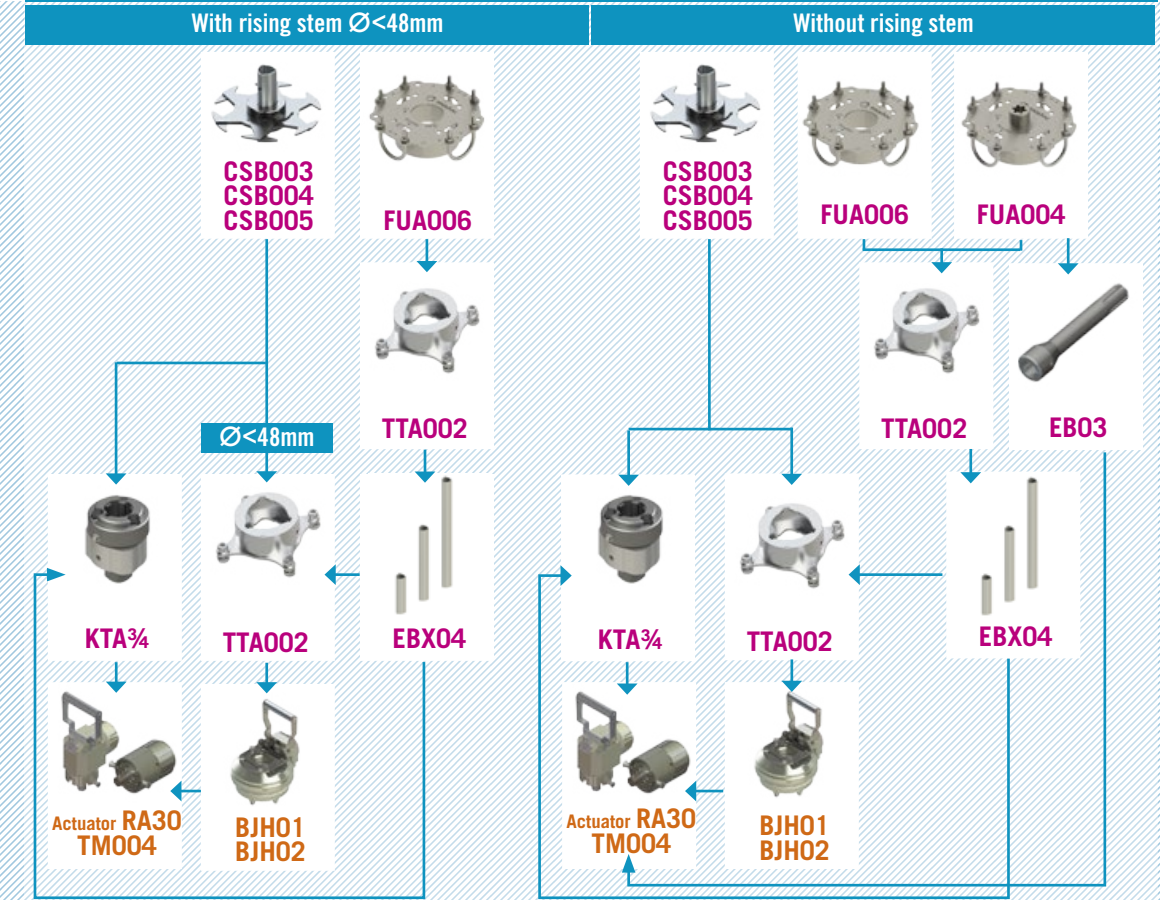 With rising stem Ø<48mm
Without rising stem
CSB003
CSB004
CSB005
FUA006
CSB003
CSB004
CSB005
FUA006
FUA004
TTA002
TTA002
EB03
Ø<48mm
KTA¾
TTA002
EBX04
KTA¾
TTA002
EBX04
Actuator RA30
TM004
BJH01
BJH02
Actuator RA30
TM004
BJH01
BJH02